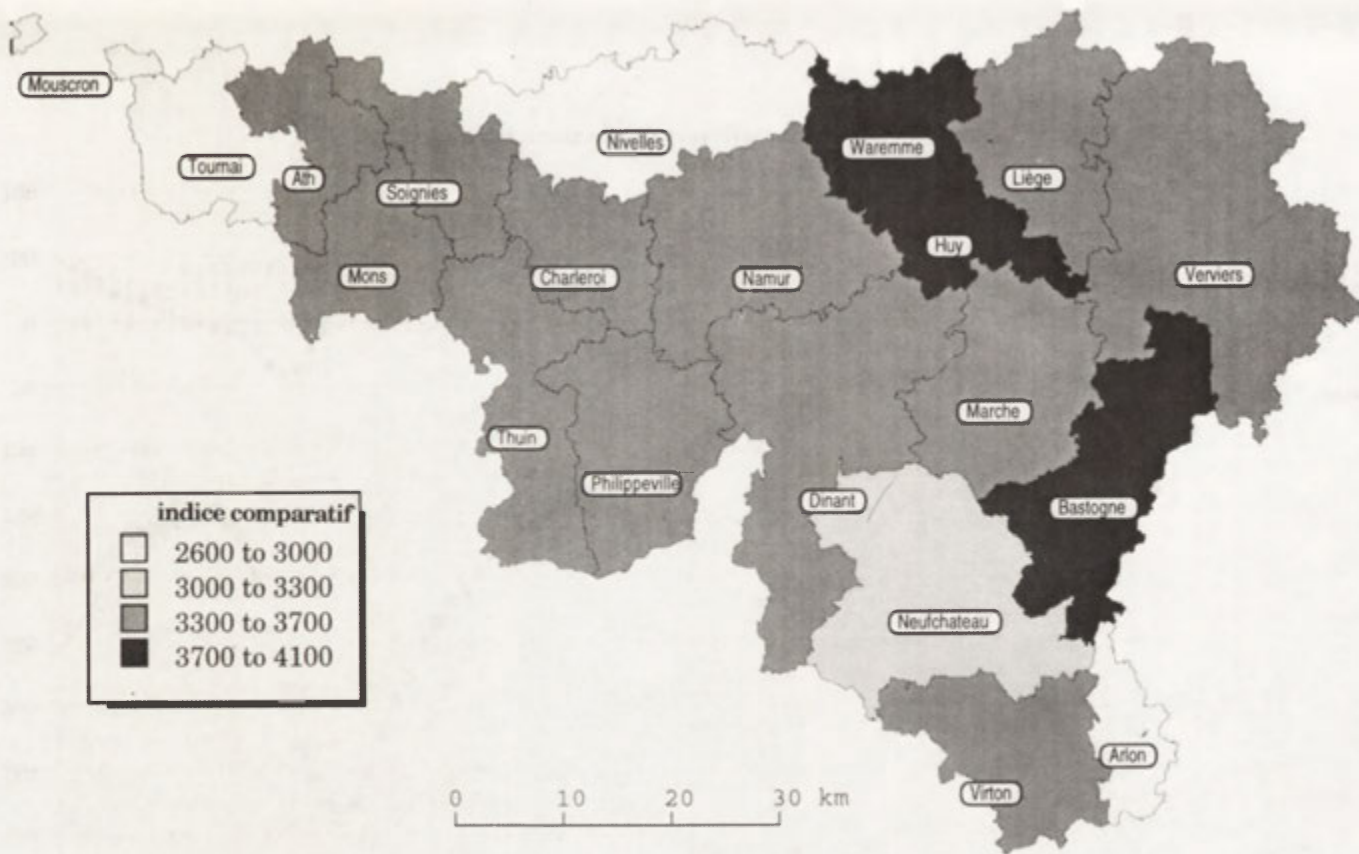 Mouscron
Nivelles
Waremme
Tournai
Ath
Soignies
Liège
Huy
Mons
Charleroi
Namur
Verviers
Marche
Thuin
Philippeville
Dinant
Bastogne
indice comparatif
2600 to 3000
3000 to 3300
3300 to 3700
3700 to 4100
Neufchateau
Arlon
Virton
0 10 20 30 km